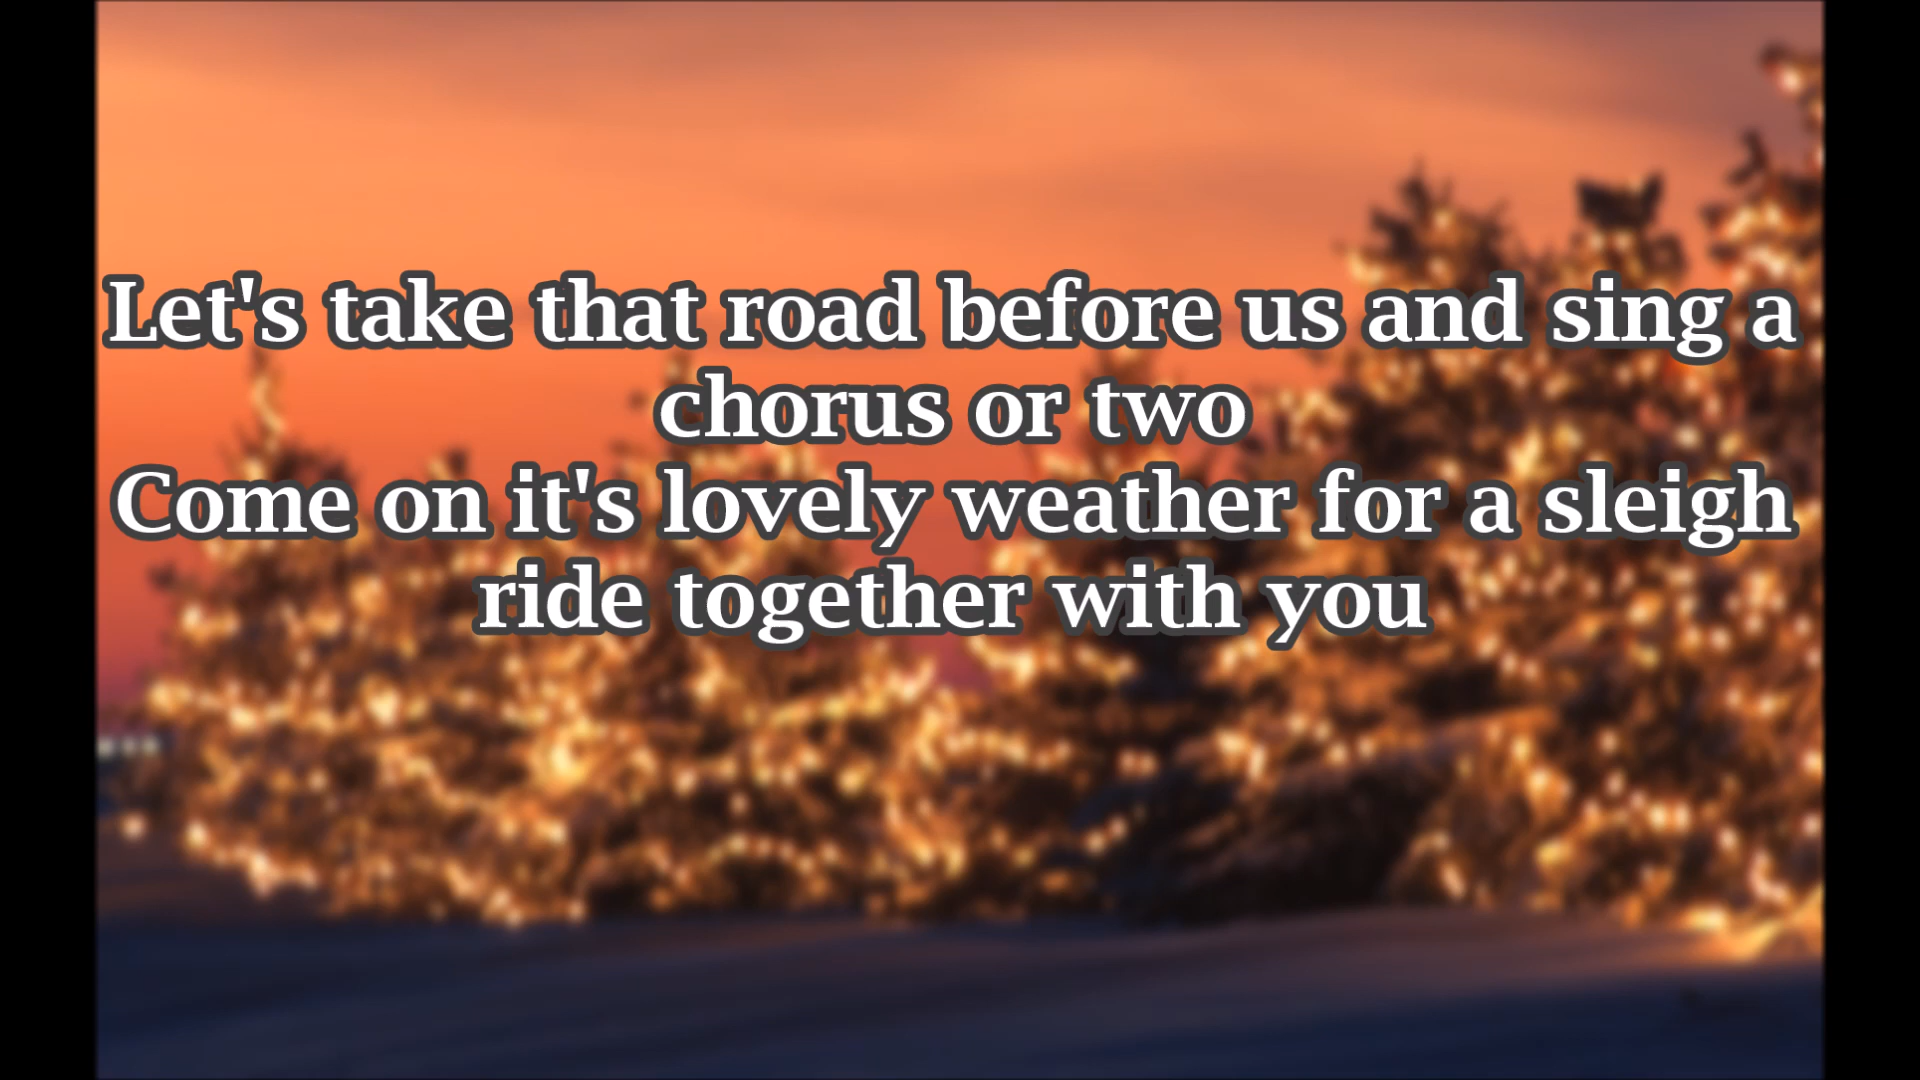 Let's take that road before us and sing a
chorus or two
Come on it's lovely weather for a sleigh
ride together with you